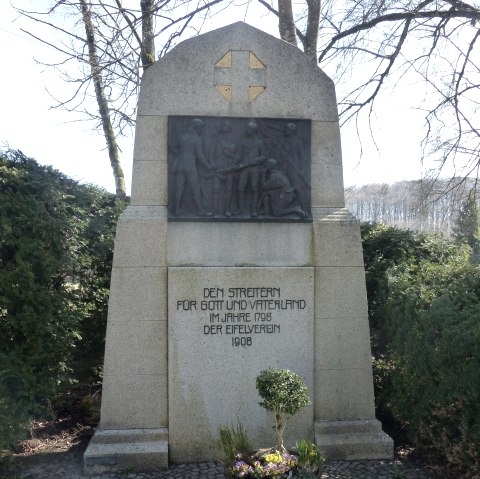 DEN STREITERN
FÜR GOTT UND VATERLAND
IM JAHRE 1798
DER EIFELVEREIN
1908